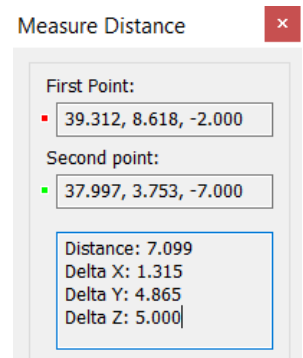 Measure Distance
First Point:
39.312, 8.618, -2.000
Second point:
37.997, 3.753, -7.000
Distance: 7.099
Delta X: 1.315
Delta Y: 4.865
Delta Z: 5.000